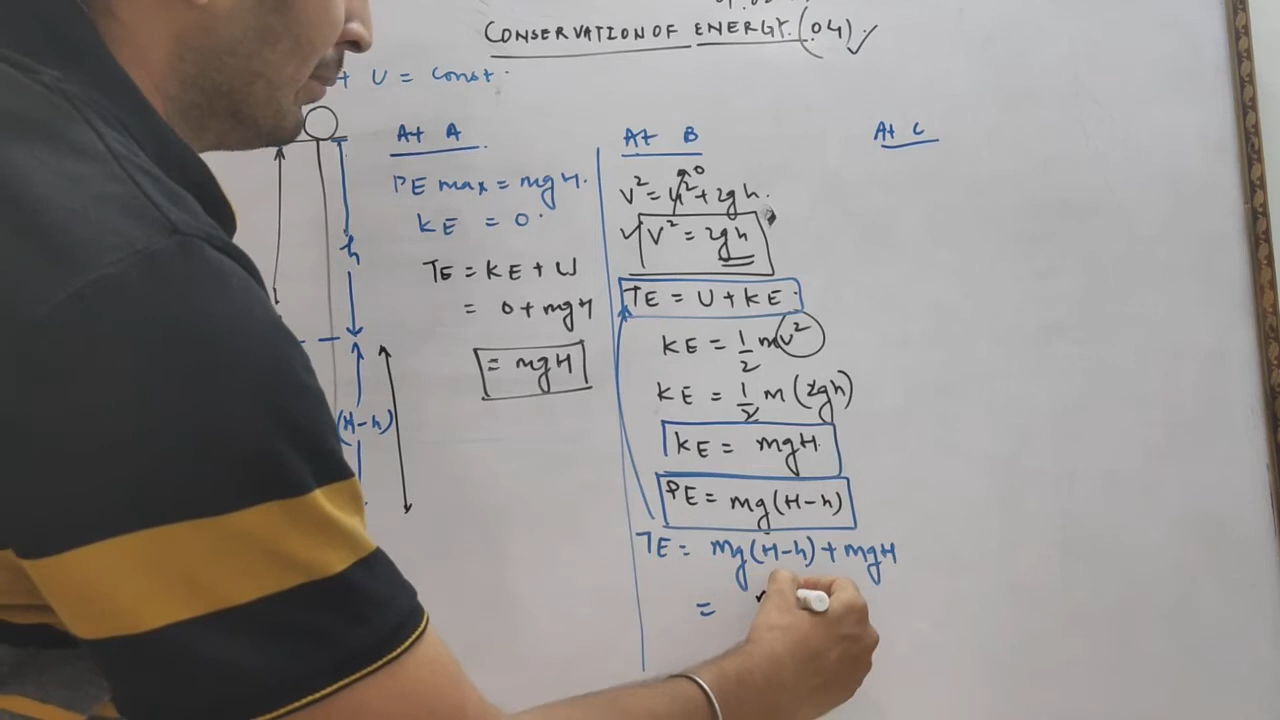 CONSERVATION OF ENERGY. (04) ✓
+ U = Const.
h
(H-h)
At A
PE max = mgH.
KE = 0.
TE = KE + U
= 0 + mgH
= mgH
At B
V² = u² + 2gh. 0
✓ V² = 2gh
TE = U + KE.
KE = 1/2 mv²
KE = 1/2 m (2gh)
KE = mgH.
PE = mg(H-h)
TE = mg(H-h) + mgH
=
At C